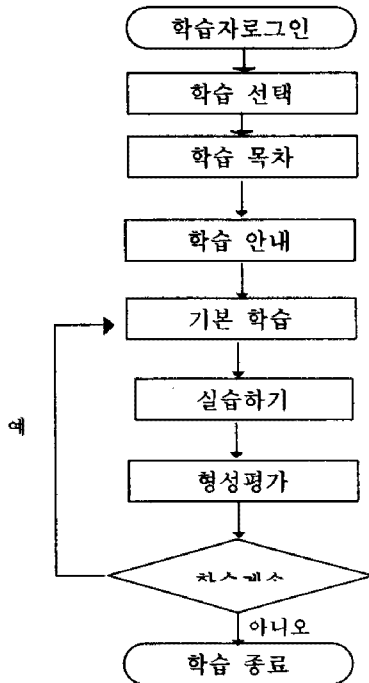 학습자로그인
학습 선택
학습 목차
학습 안내
기본 학습
실습하기
예
형성평가
아니오
학습 종료